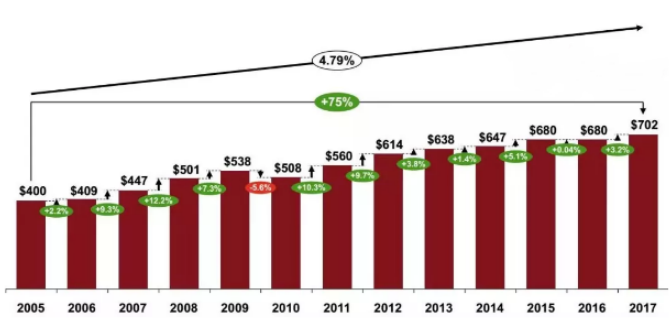 4.79%
+75%
$400 $409 $447 $501 $538 $508 $560 $614 $638 $647 $680 $680 $702
+2.2% +9.3% +12.2% +7.3% -5.6% +10.3% +9.7% +3.8% +1.4% +5.1% +0.04% +3.2%
2005 2006 2007 2008 2009 2010 2011 2012 2013 2014 2015 2016 2017